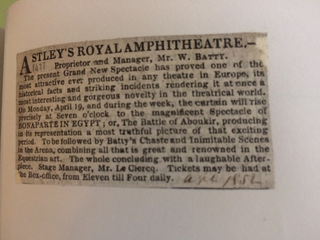 ASTLEY'S ROYAL AMPHITHEATRE.—
Proprietor and Manager, Mr. W. BATTY.
The present Grand New Spectacle has proved one of the
most attractive ever produced in any theatre in Europe, its
historical facts and striking incidents rendering it at once a
most interesting and gorgeous novelty in the theatrical world.
On Monday, April 19, and during the week, the curtain will rise
precisely at Seven o'clock to the magnificent Spectacle of
BONAPARTE IN EGYPT; or, The Battle of Aboukir, producing
in its representation a most truthful picture of that exciting
period. To be followed by Batty's Chaste and Inimitable Scenes
in the Arena, combining all that is great and renowned in the
Equestrian art. The whole concluding with a laughable After-
piece. Stage Manager, Mr. Le Clercq. Tickets may be had at
the Box-office, from Eleven till Four daily. April 1852